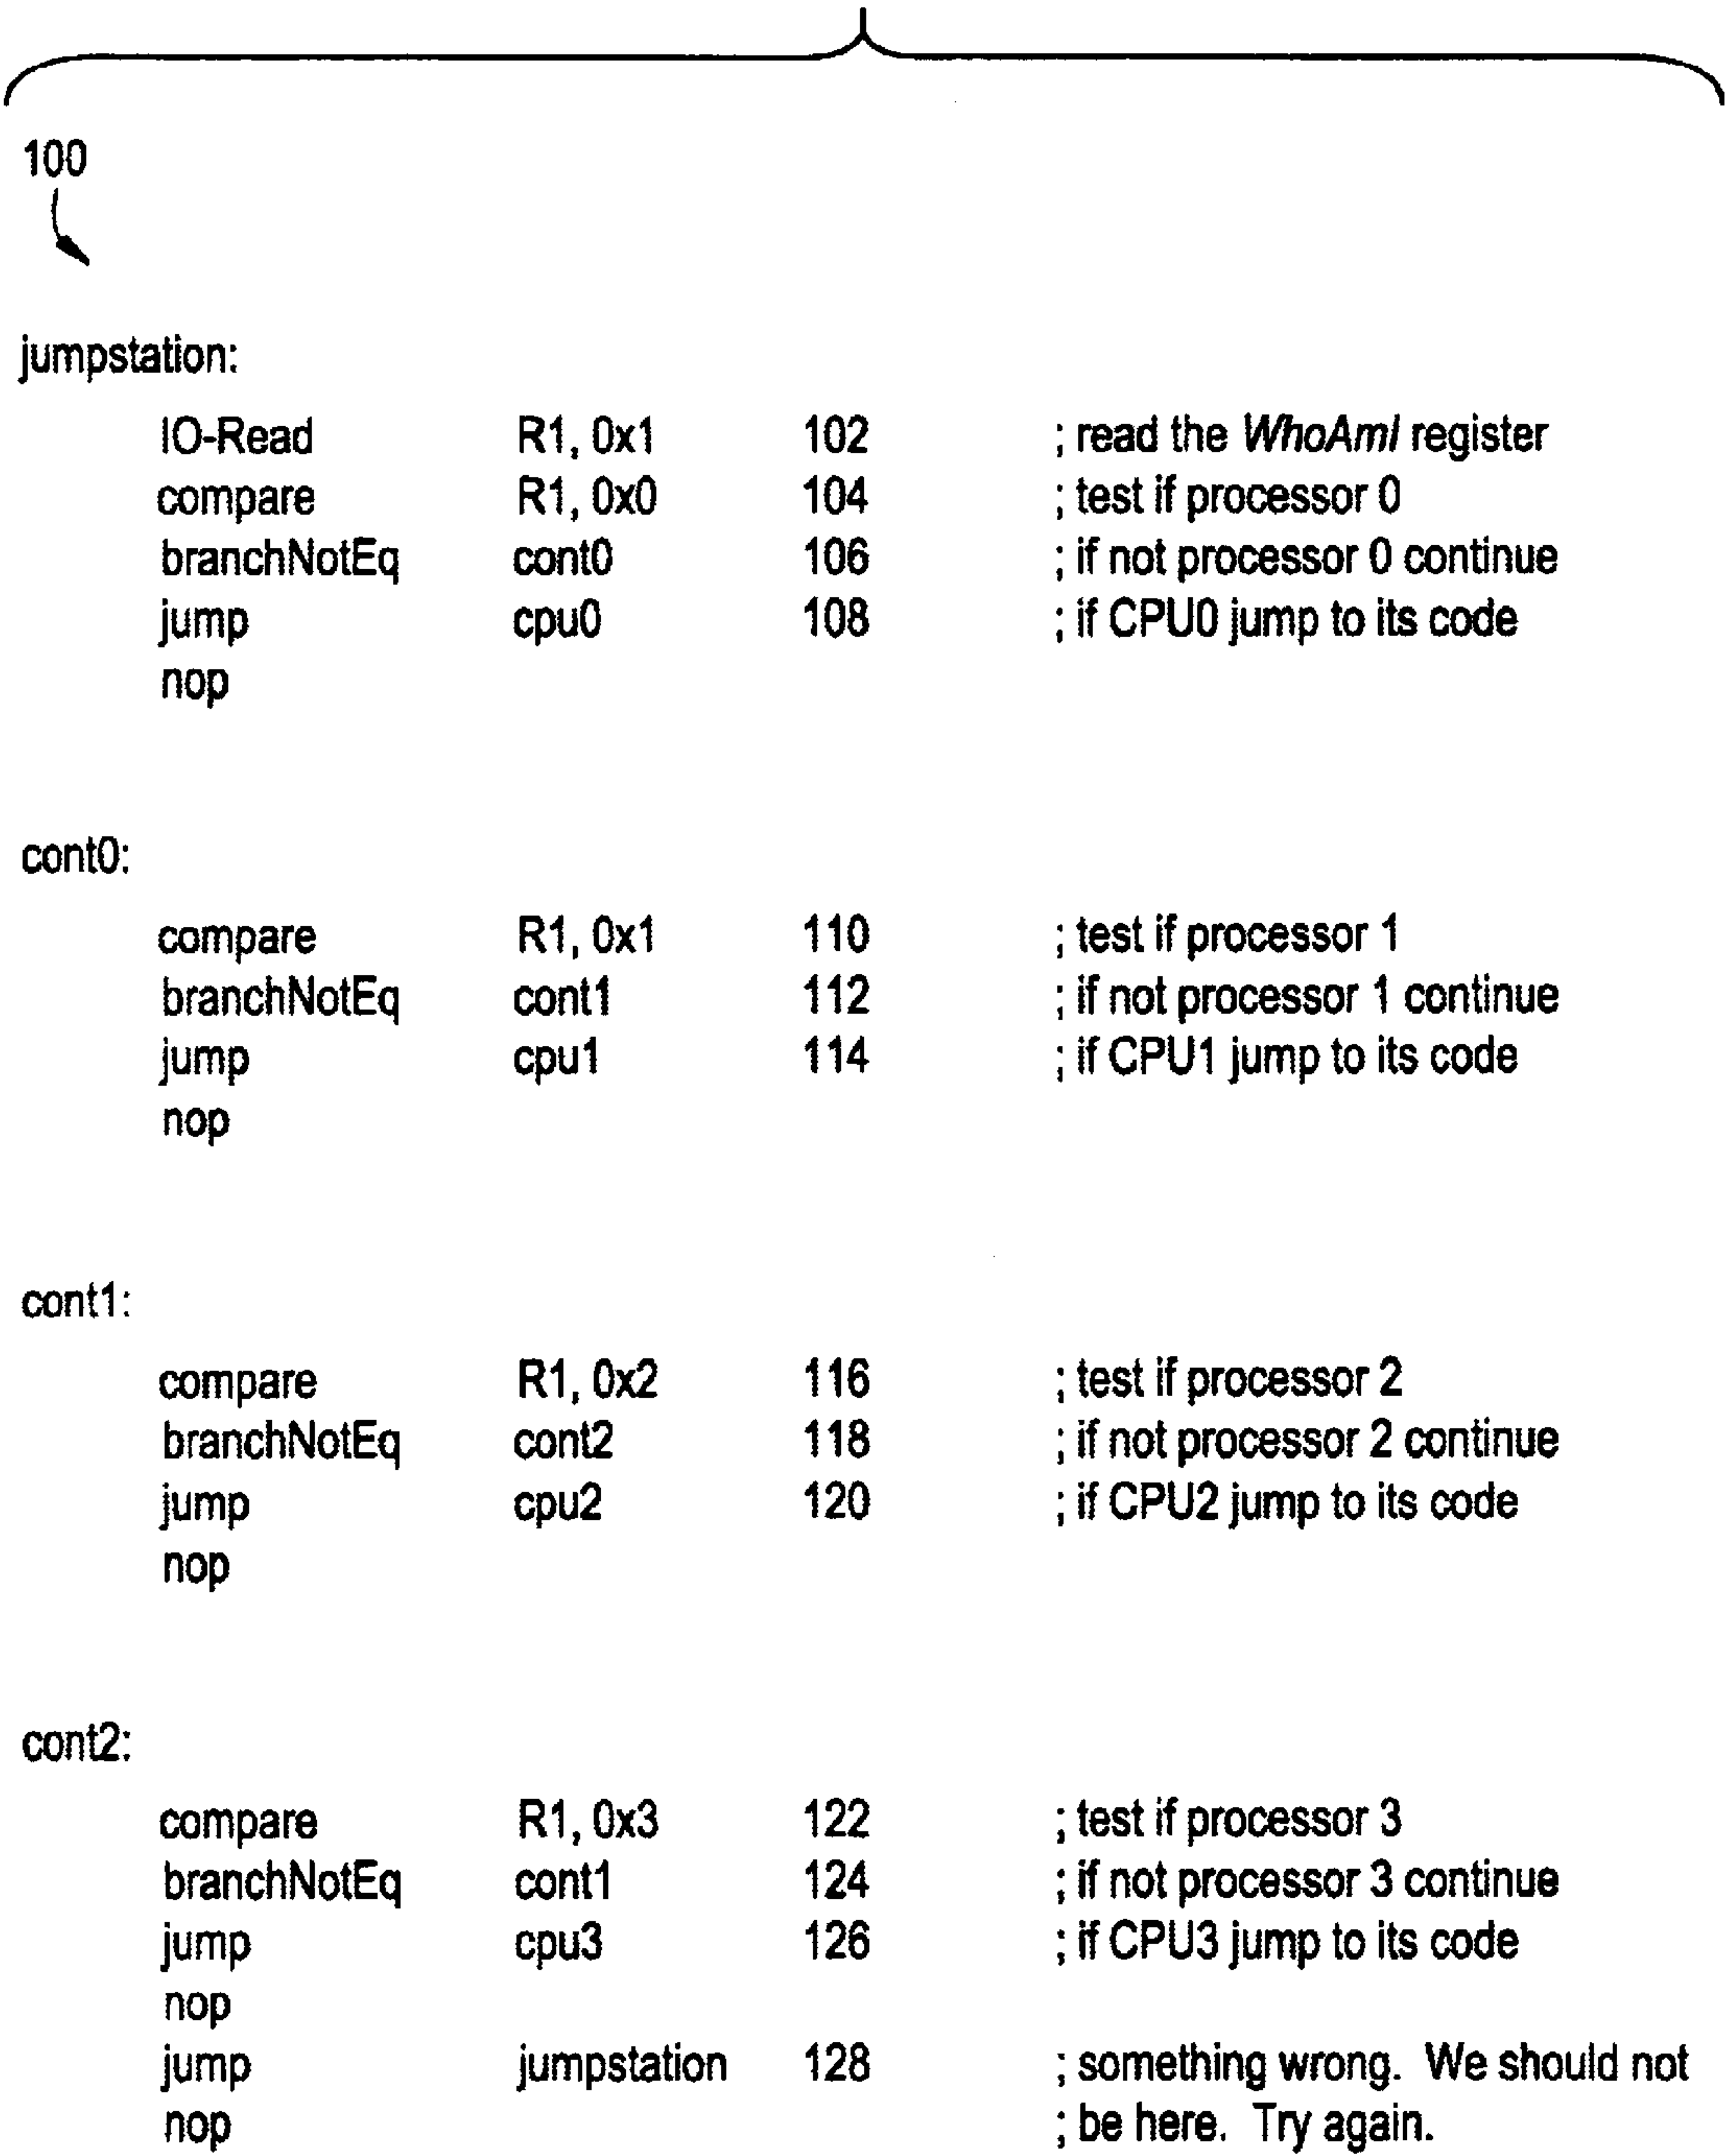 100
jumpstation:
IO-Read R1, 0x1 102 ; read the WhoAmI register
compare R1, 0x0 104 ; test if processor 0
branchNotEq cont0 106 ; if not processor 0 continue
jump cpu0 108 ; if CPU0 jump to its code
nop
cont0:
compare R1, 0x1 110 ; test if processor 1
branchNotEq cont1 112 ; if not processor 1 continue
jump cpu1 114 ; if CPU1 jump to its code
nop
cont1:
compare R1, 0x2 116 ; test if processor 2
branchNotEq cont2 118 ; if not processor 2 continue
jump cpu2 120 ; if CPU2 jump to its code
nop
cont2:
compare R1, 0x3 122 ; test if processor 3
branchNotEq cont1 124 ; if not processor 3 continue
jump cpu3 126 ; if CPU3 jump to its code
nop
jump jumpstation 128 ; something wrong. We should not
nop ; be here. Try again.